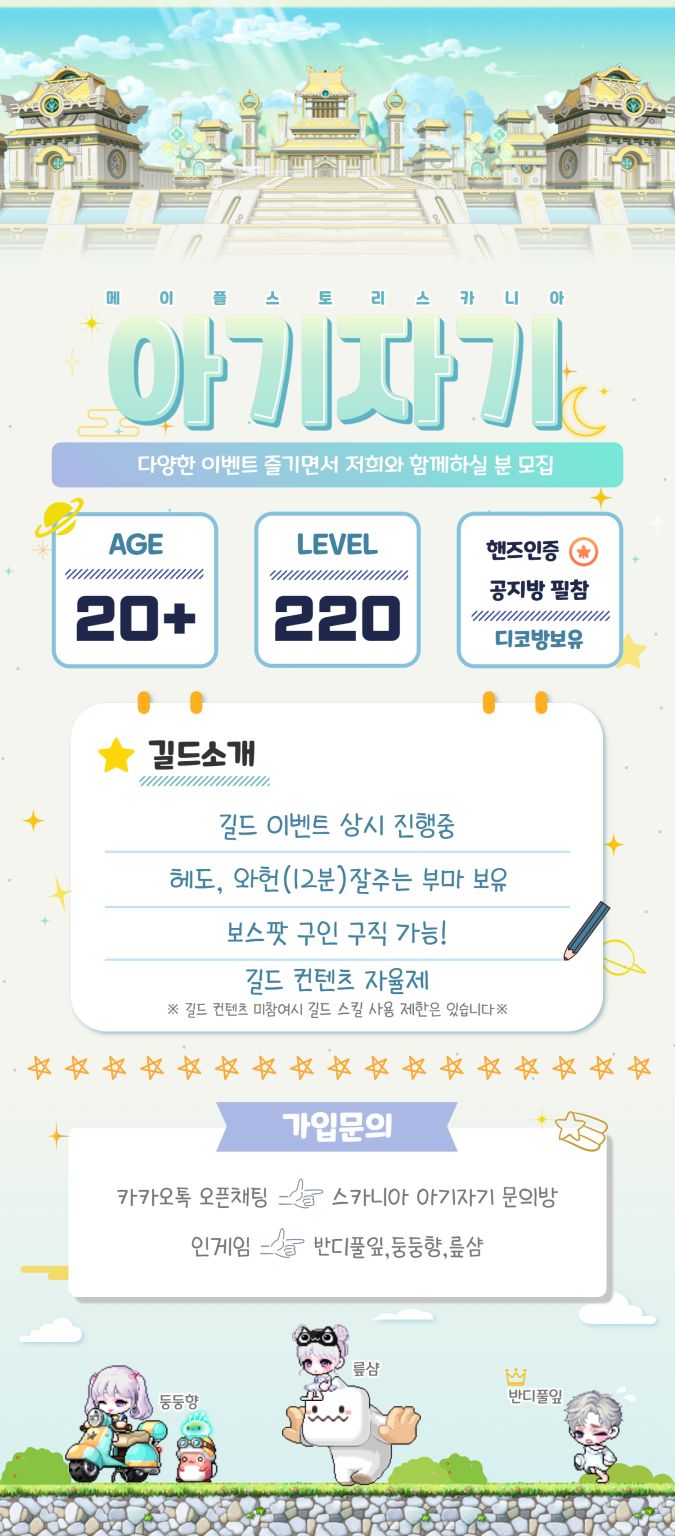 메이플스토리스카니아
아기자기
다양한 이벤트 즐기면서 저희와 함께하실 분 모집
AGE
20+
LEVEL
220
핸즈인증
공지방 필참
디코방보유
길드소개
길드 이벤트 상시 진행중
헤도, 와헌(12분)잘주는 부마 보유
보스팟 구인 구직 가능!
길드 컨텐츠 자율제
※ 길드 컨텐츠 미참여시 길드 스킬 사용 제한은 있습니다※
가입문의
카카오톡 오픈채팅 스카니아 아기자기 문의방
인게임 반디풀잎,둥둥향,륲샴
륲샴
둥둥향
반디풀잎